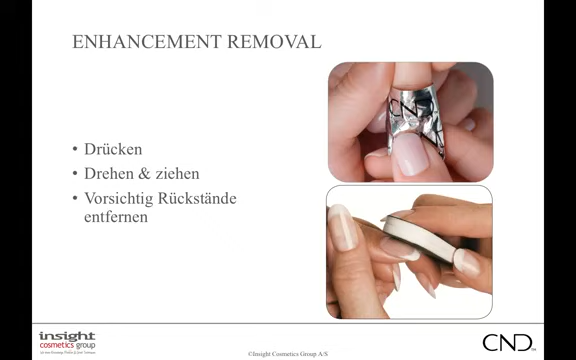 ENHANCEMENT REMOVAL
• Drücken
• Drehen & ziehen
• Vorsichtig Rückstände
entfernen
CND
insight
cosmetics group
©Insight Cosmetics Group A/S
CND